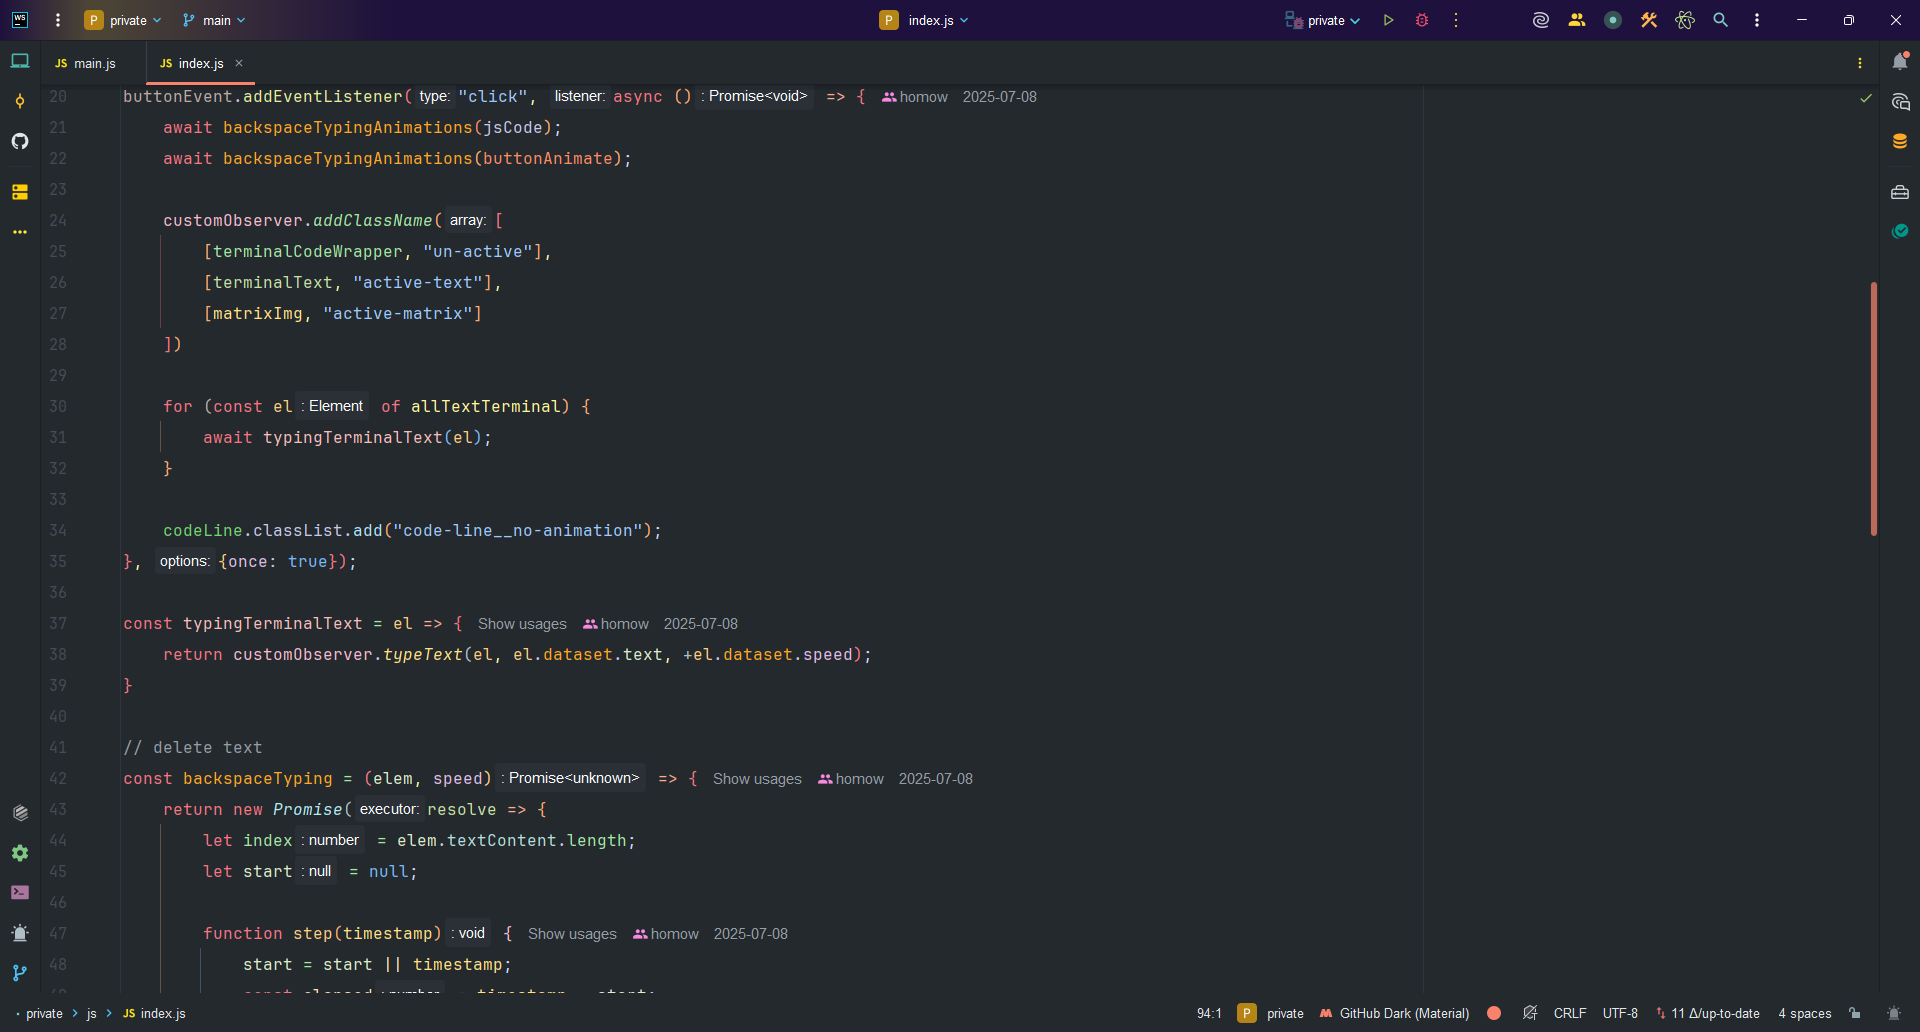 WS P private main P index.js private
JS main.js JS index.js
20 buttonEvent.addEventListener( type: "click", listener: async () : Promise<void> => { homow 2025-07-08
21 await backspaceTypingAnimations(jsCode);
22 await backspaceTypingAnimations(buttonAnimate);
23
24 customObserver.addClassName( array: [
25 [terminalCodeWrapper, "un-active"],
26 [terminalText, "active-text"],
27 [matrixImg, "active-matrix"]
28 ])
29
30 for (const el : Element of allTextTerminal) {
31 await typingTerminalText(el);
32 }
33
34 codeLine.classList.add("code-line__no-animation");
35 }, options: {once: true});
36
37 const typingTerminalText = el => { Show usages homow 2025-07-08
38 return customObserver.typeText(el, el.dataset.text, +el.dataset.speed);
39 }
40
41 // delete text
42 const backspaceTyping = (elem, speed) : Promise<unknown> => { Show usages homow 2025-07-08
43 return new Promise( executor: resolve => {
44 let index : number = elem.textContent.length;
45 let start : null = null;
46
47 function step(timestamp) : void { Show usages homow 2025-07-08
48 start = start || timestamp;
private > js > JS index.js 94:1 P private GitHub Dark (Material) CRLF UTF-8 11 Δ/up-to-date 4 spaces